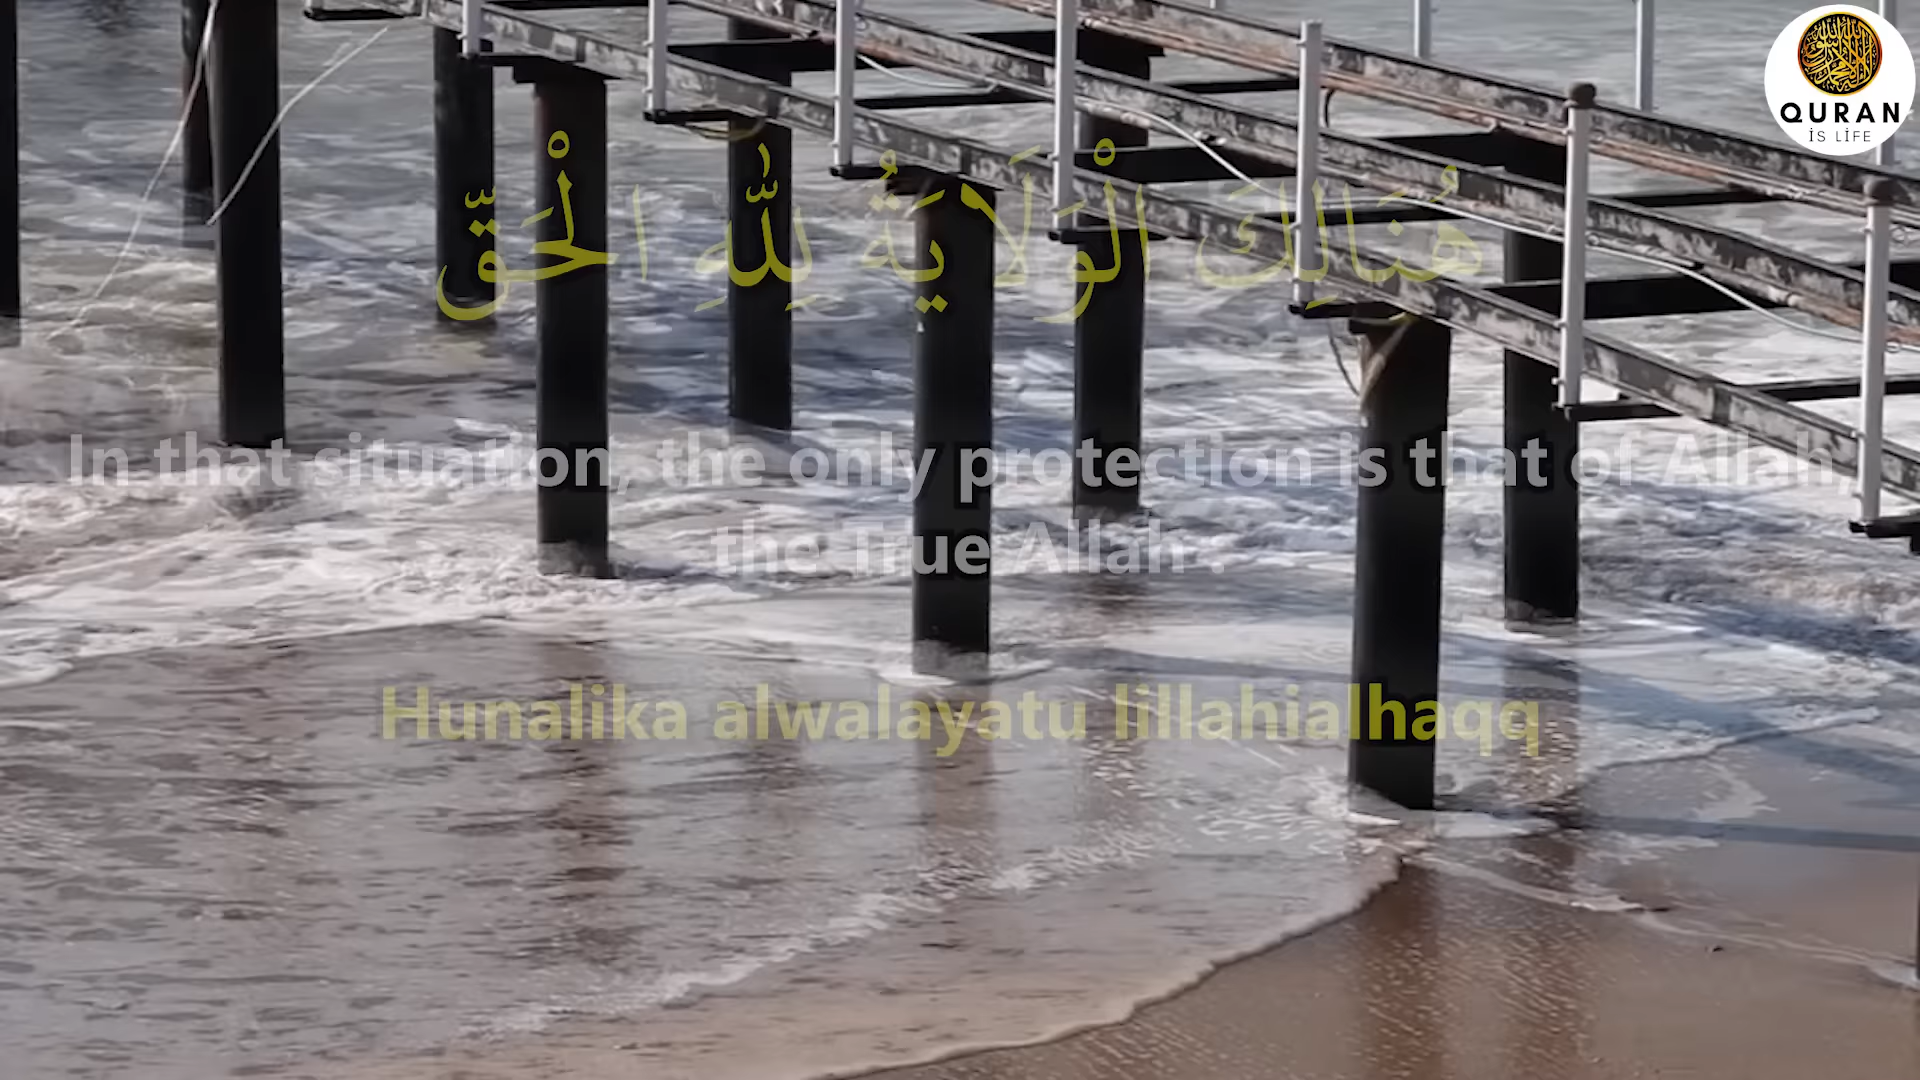 هُنَالِكَ الْوَلَايَةُ لِلّٰهِ الْحَقِّ
In that situation, the only protection is that of Allah,
the True Allah .
Hunalika alwalayatu lillahialhaqq
QURAN
İS LİFE